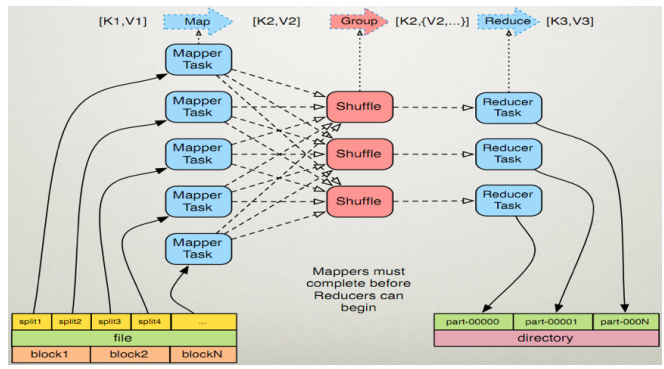 [K1,V1] Map [K2,V2] Group [K2,{V2,...}] Reduce [K3,V3]
Mapper
Task
Mapper
Task
Shuffle
Reducer
Task
Mapper
Task
Shuffle
Reducer
Task
Mapper
Task
Shuffle
Reducer
Task
Mapper
Task
Mappers must
complete before
Reducers can
begin
split1 split2 split3 split4 ...
file
block1 block2 blockN
part-00000 part-00001 part-000N
directory